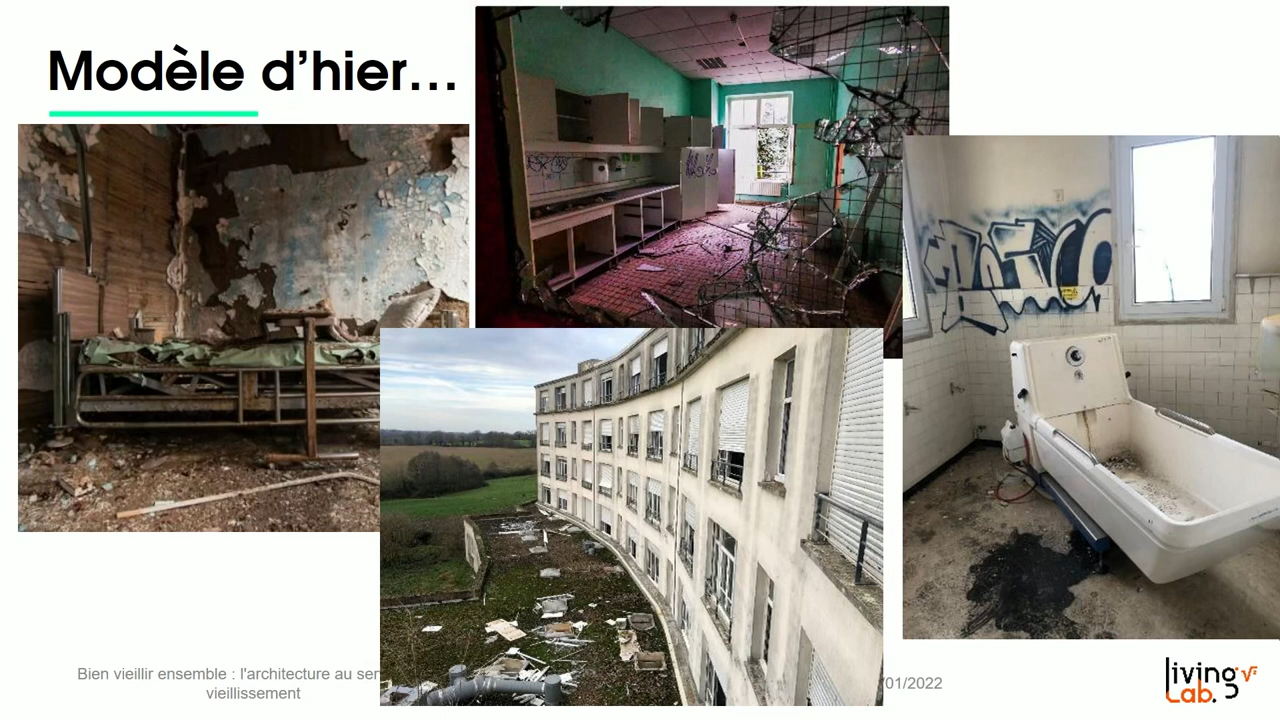 Modèle d'hier...
Bien vieillir ensemble : l'architecture au ser
vieillissement
/01/2022
living
Lab.